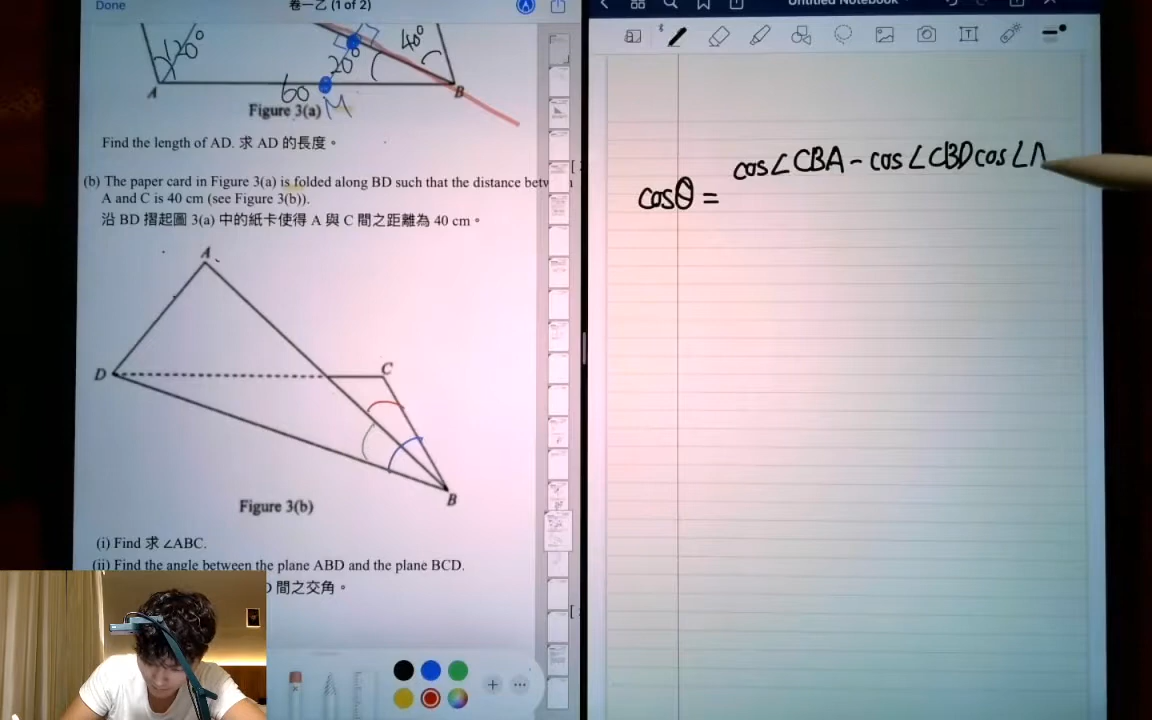 Done
卷一乙 (1 of 2)
Untitled Notebook
120°
40°
20°
60
A
M
B
Figure 3(a)
Find the length of AD. 求 AD 的長度。
(b) The paper card in Figure 3(a) is folded along BD such that the distance betw
A and C is 40 cm (see Figure 3(b)).
沿 BD 摺起圖 3(a) 中的紙卡使得 A 與 C 間之距離為 40 cm。
A
D
C
B
Figure 3(b)
(i) Find 求 ∠ABC.
(ii) Find the angle between the plane ABD and the plane BCD.
D 間之交角。
cos∠CBA - cos∠CBD cos∠
cosθ =